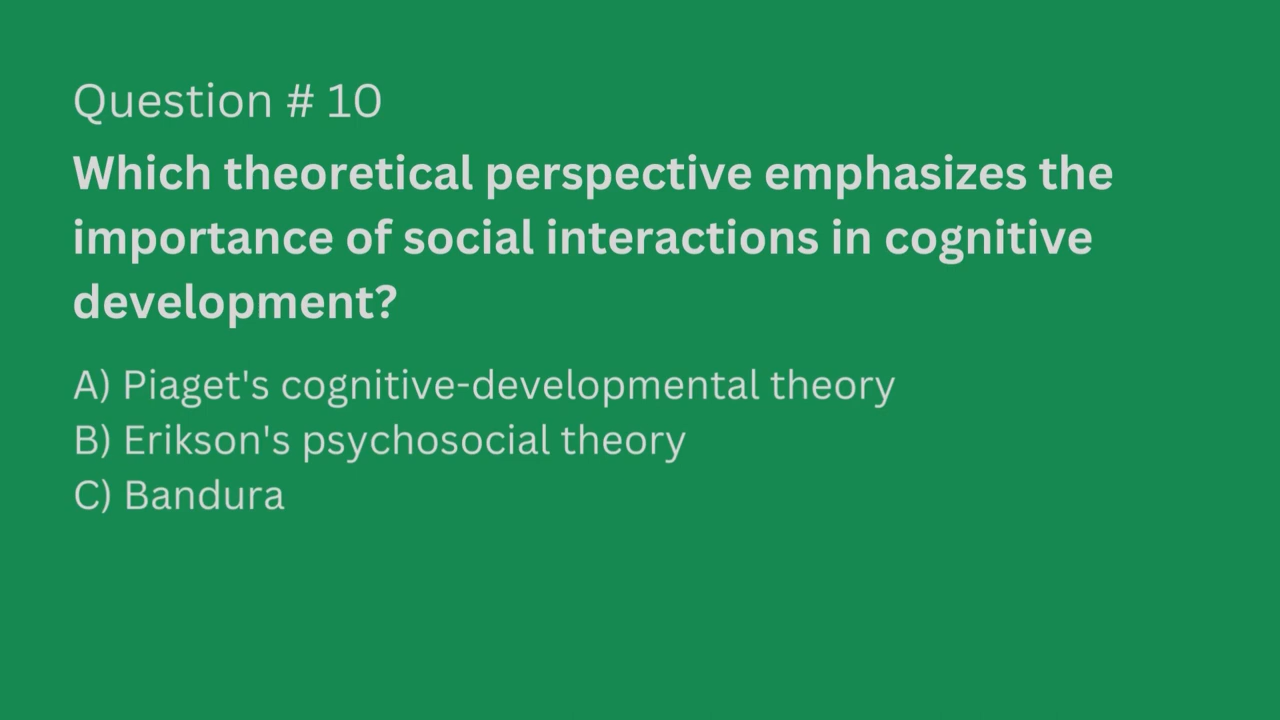 Question # 10
Which theoretical perspective emphasizes the
importance of social interactions in cognitive
development?
A) Piaget's cognitive-developmental theory
B) Erikson's psychosocial theory
C) Bandura